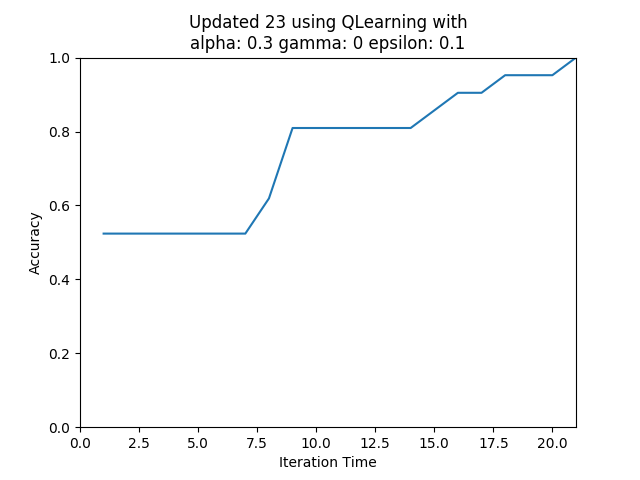 Updated 23 using QLearning with
alpha: 0.3 gamma: 0 epsilon: 0.1
1.0
0.8
0.6
0.4
0.2
0.0
Accuracy
0.0 2.5 5.0 7.5 10.0 12.5 15.0 17.5 20.0
Iteration Time